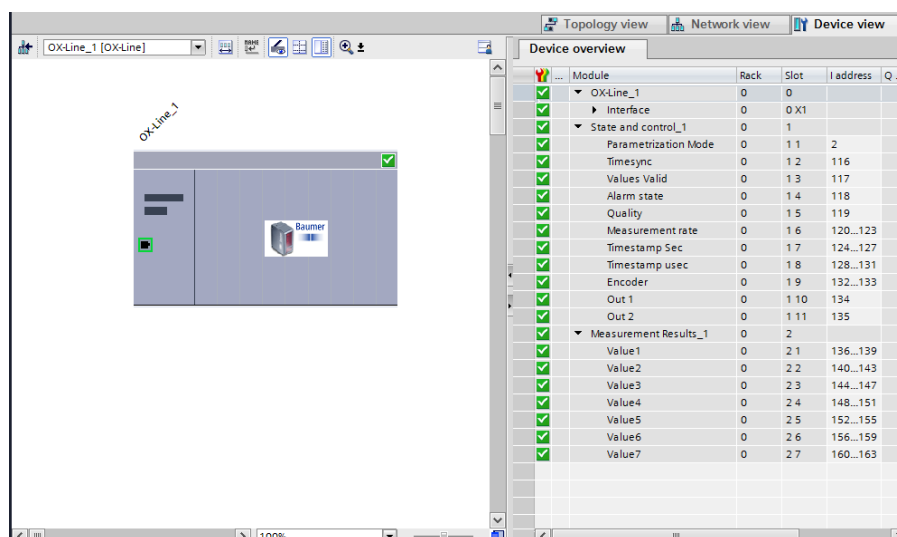 Topology view Network view Device view
OX-Line_1 [OX-Line]
Device overview
... Module Rack Slot I address Q
OX-Line_1 0 0
Interface 0 0 X1
State and control_1 0 1
Parametrization Mode 0 1 1 2
Timesync 0 1 2 116
Values Valid 0 1 3 117
Alarm state 0 1 4 118
Quality 0 1 5 119
Measurement rate 0 1 6 120...123
Timestamp Sec 0 1 7 124...127
Timestamp usec 0 1 8 128...131
Encoder 0 1 9 132...133
Out 1 0 1 10 134
Out 2 0 1 11 135
Measurement Results_1 0 2
Value1 0 2 1 136...139
Value2 0 2 2 140...143
Value3 0 2 3 144...147
Value4 0 2 4 148...151
Value5 0 2 5 152...155
Value6 0 2 6 156...159
Value7 0 2 7 160...163
OX-Line_1
Baumer
100%